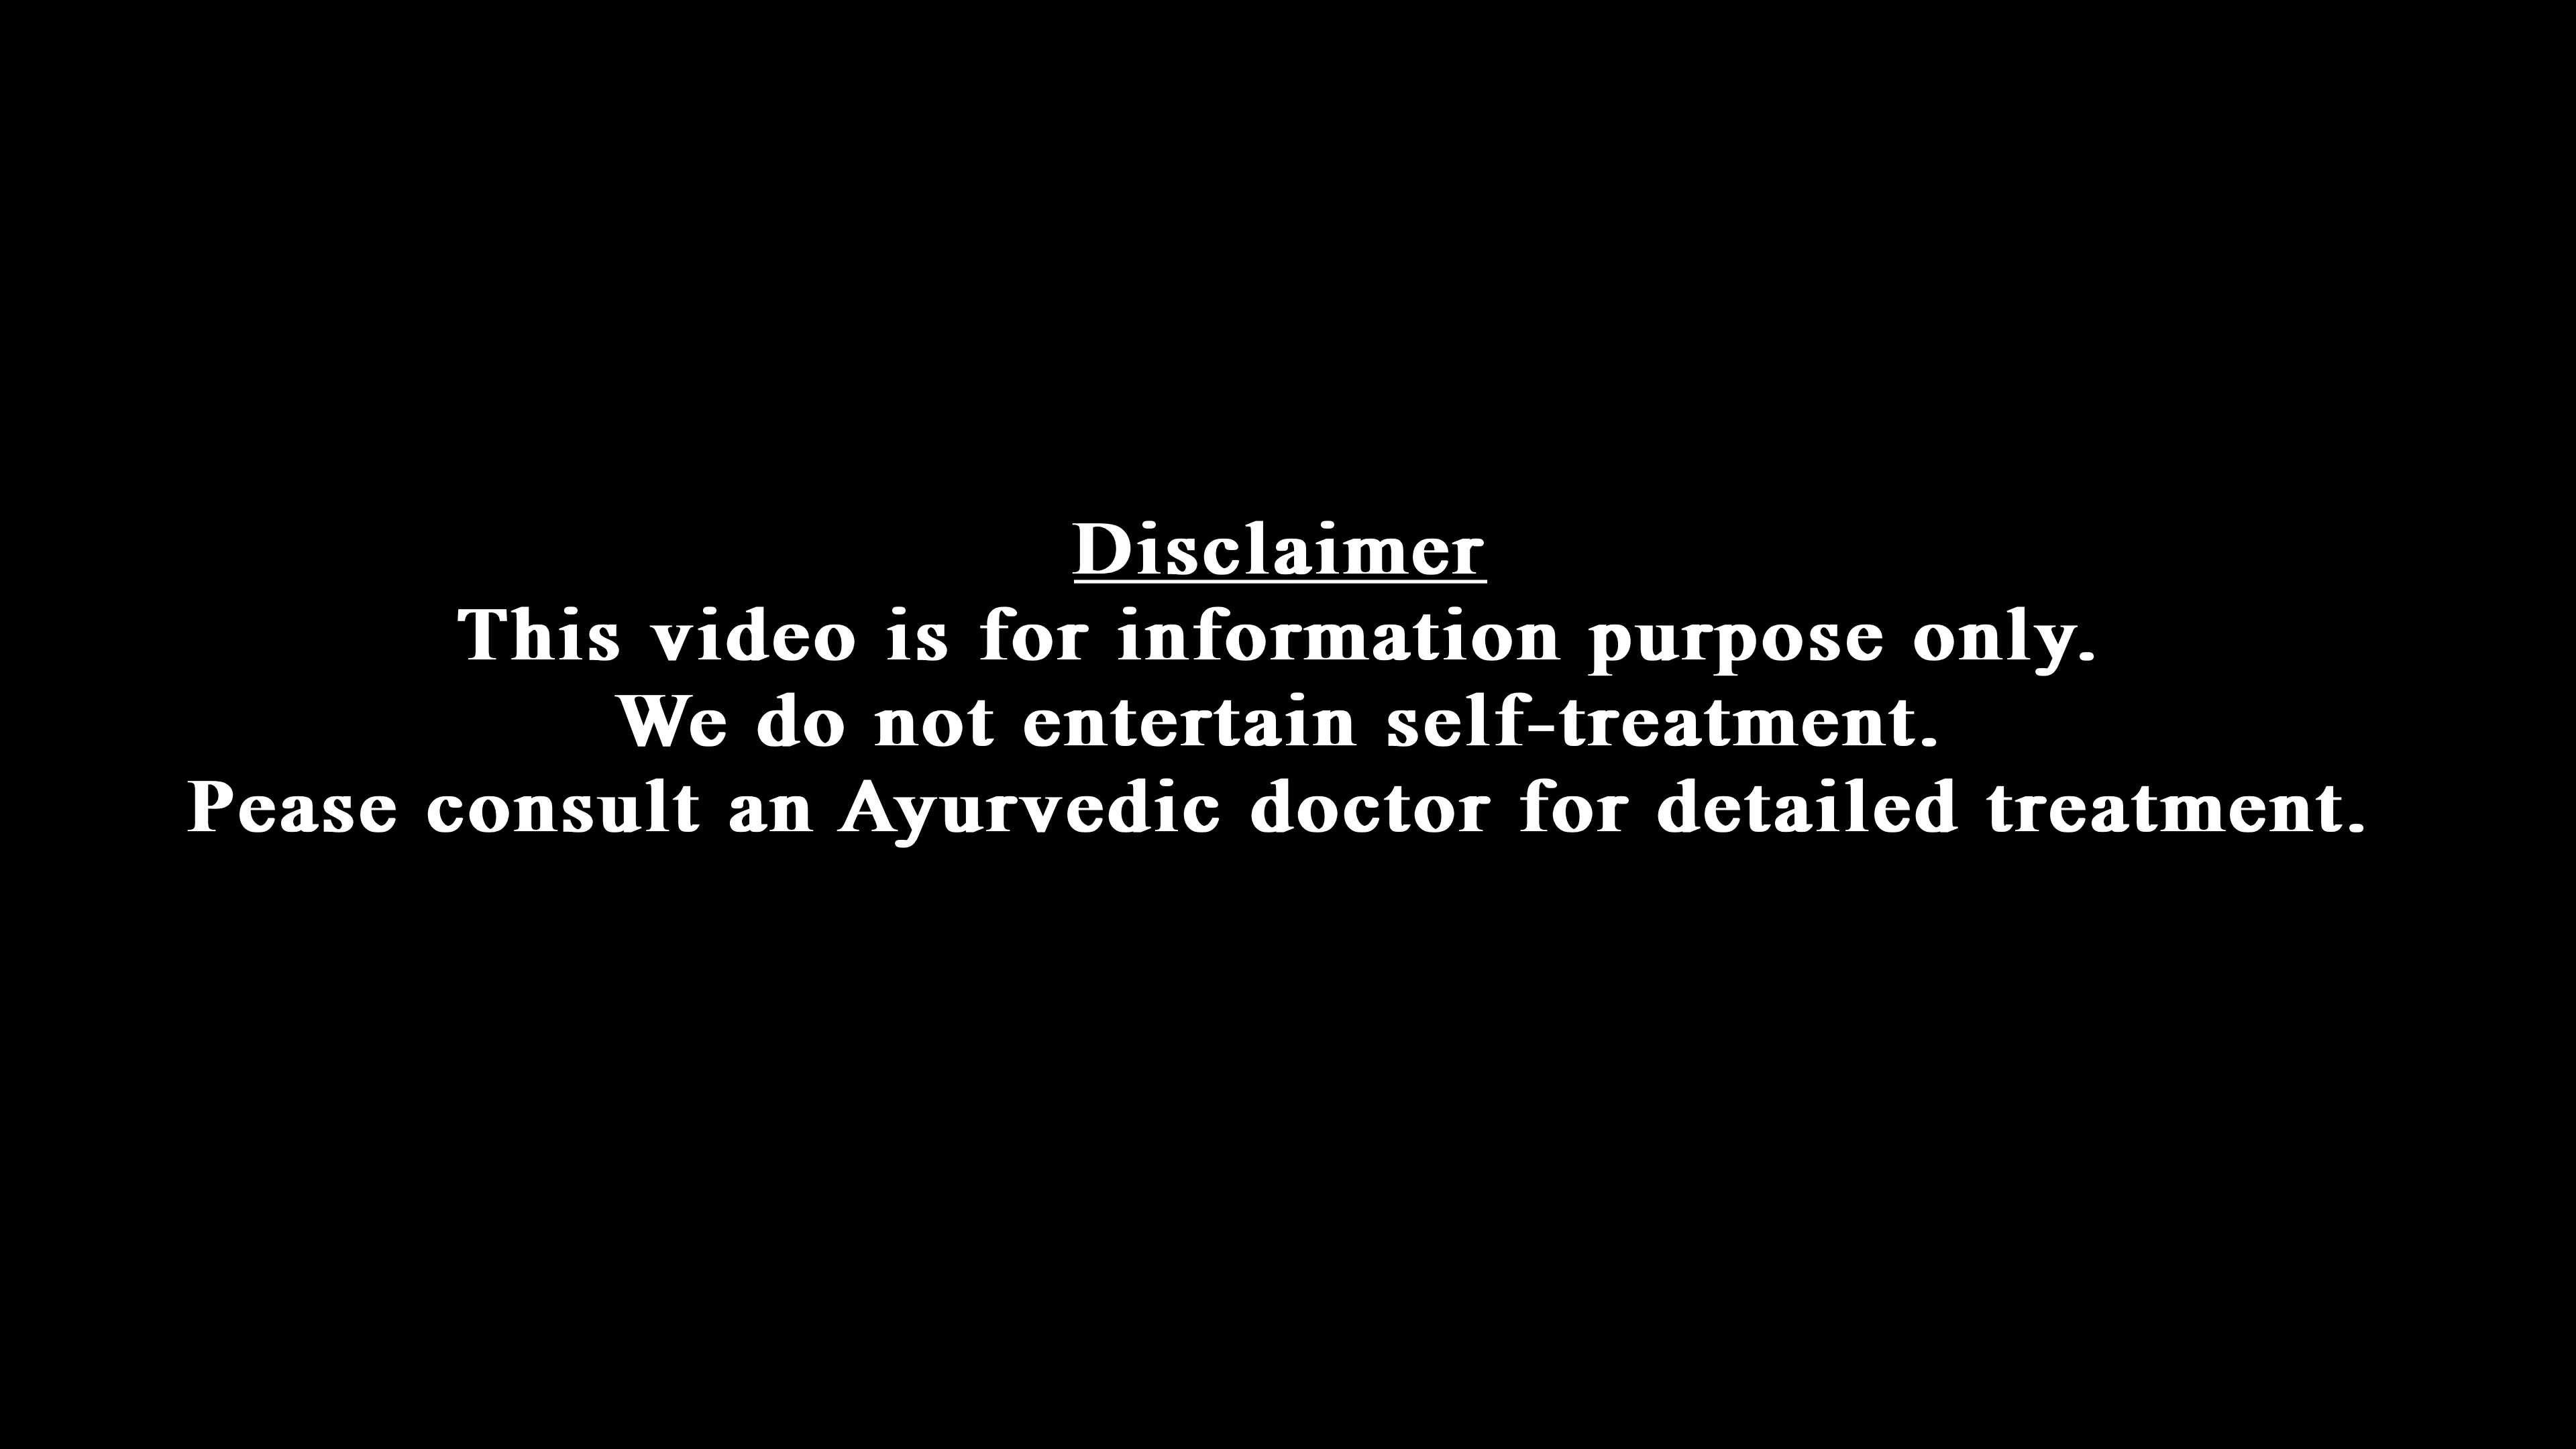 Disclaimer
This video is for information purpose only.
We do not entertain self-treatment.
Pease consult an Ayurvedic doctor for detailed treatment.